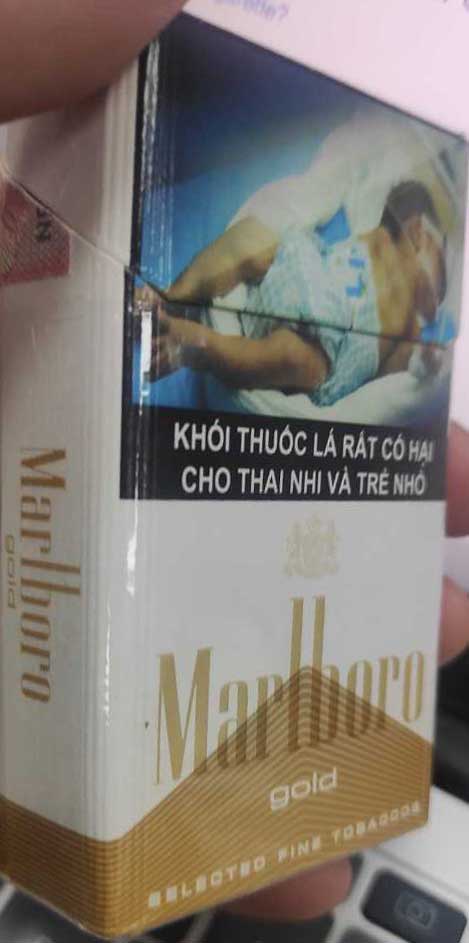 KHÓI THUỐC LÁ RẤT CÓ HẠI
CHO THAI NHI VÀ TRẺ NHỎ
Marlboro
gold
SELECTED FINE TOBACCOS
Marlboro
gold